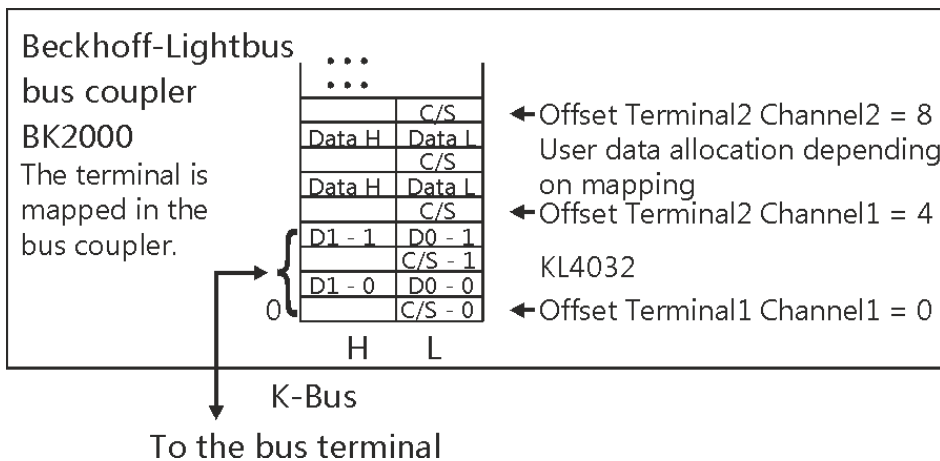 Beckhoff-Lightbus
bus coupler
BK2000
The terminal is
mapped in the
bus coupler.
•••
•••
C/S
Data H Data L
C/S
Data H Data L
C/S
D1 - 1 D0 - 1
C/S - 1
D1 - 0 D0 - 0
0 C/S - 0
H L
Offset Terminal2 Channel2 = 8
User data allocation depending
on mapping
Offset Terminal2 Channel1 = 4
KL4032
Offset Terminal1 Channel1 = 0
K-Bus
To the bus terminal